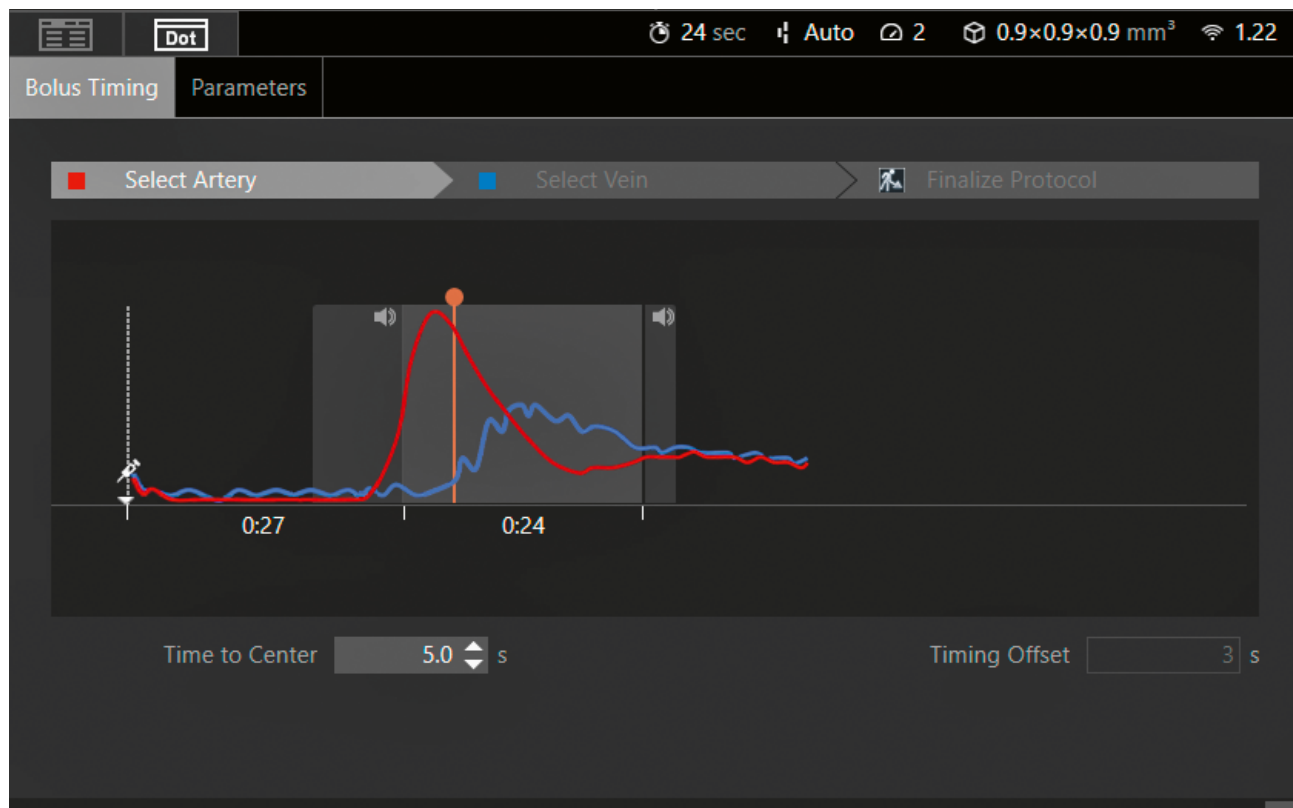 Dot 24 sec Auto 2 0.9×0.9×0.9 mm³ 1.22
Bolus Timing Parameters
Select Artery Select Vein Finalize Protocol
0:27 0:24
Time to Center 5.0 s Timing Offset 3 s